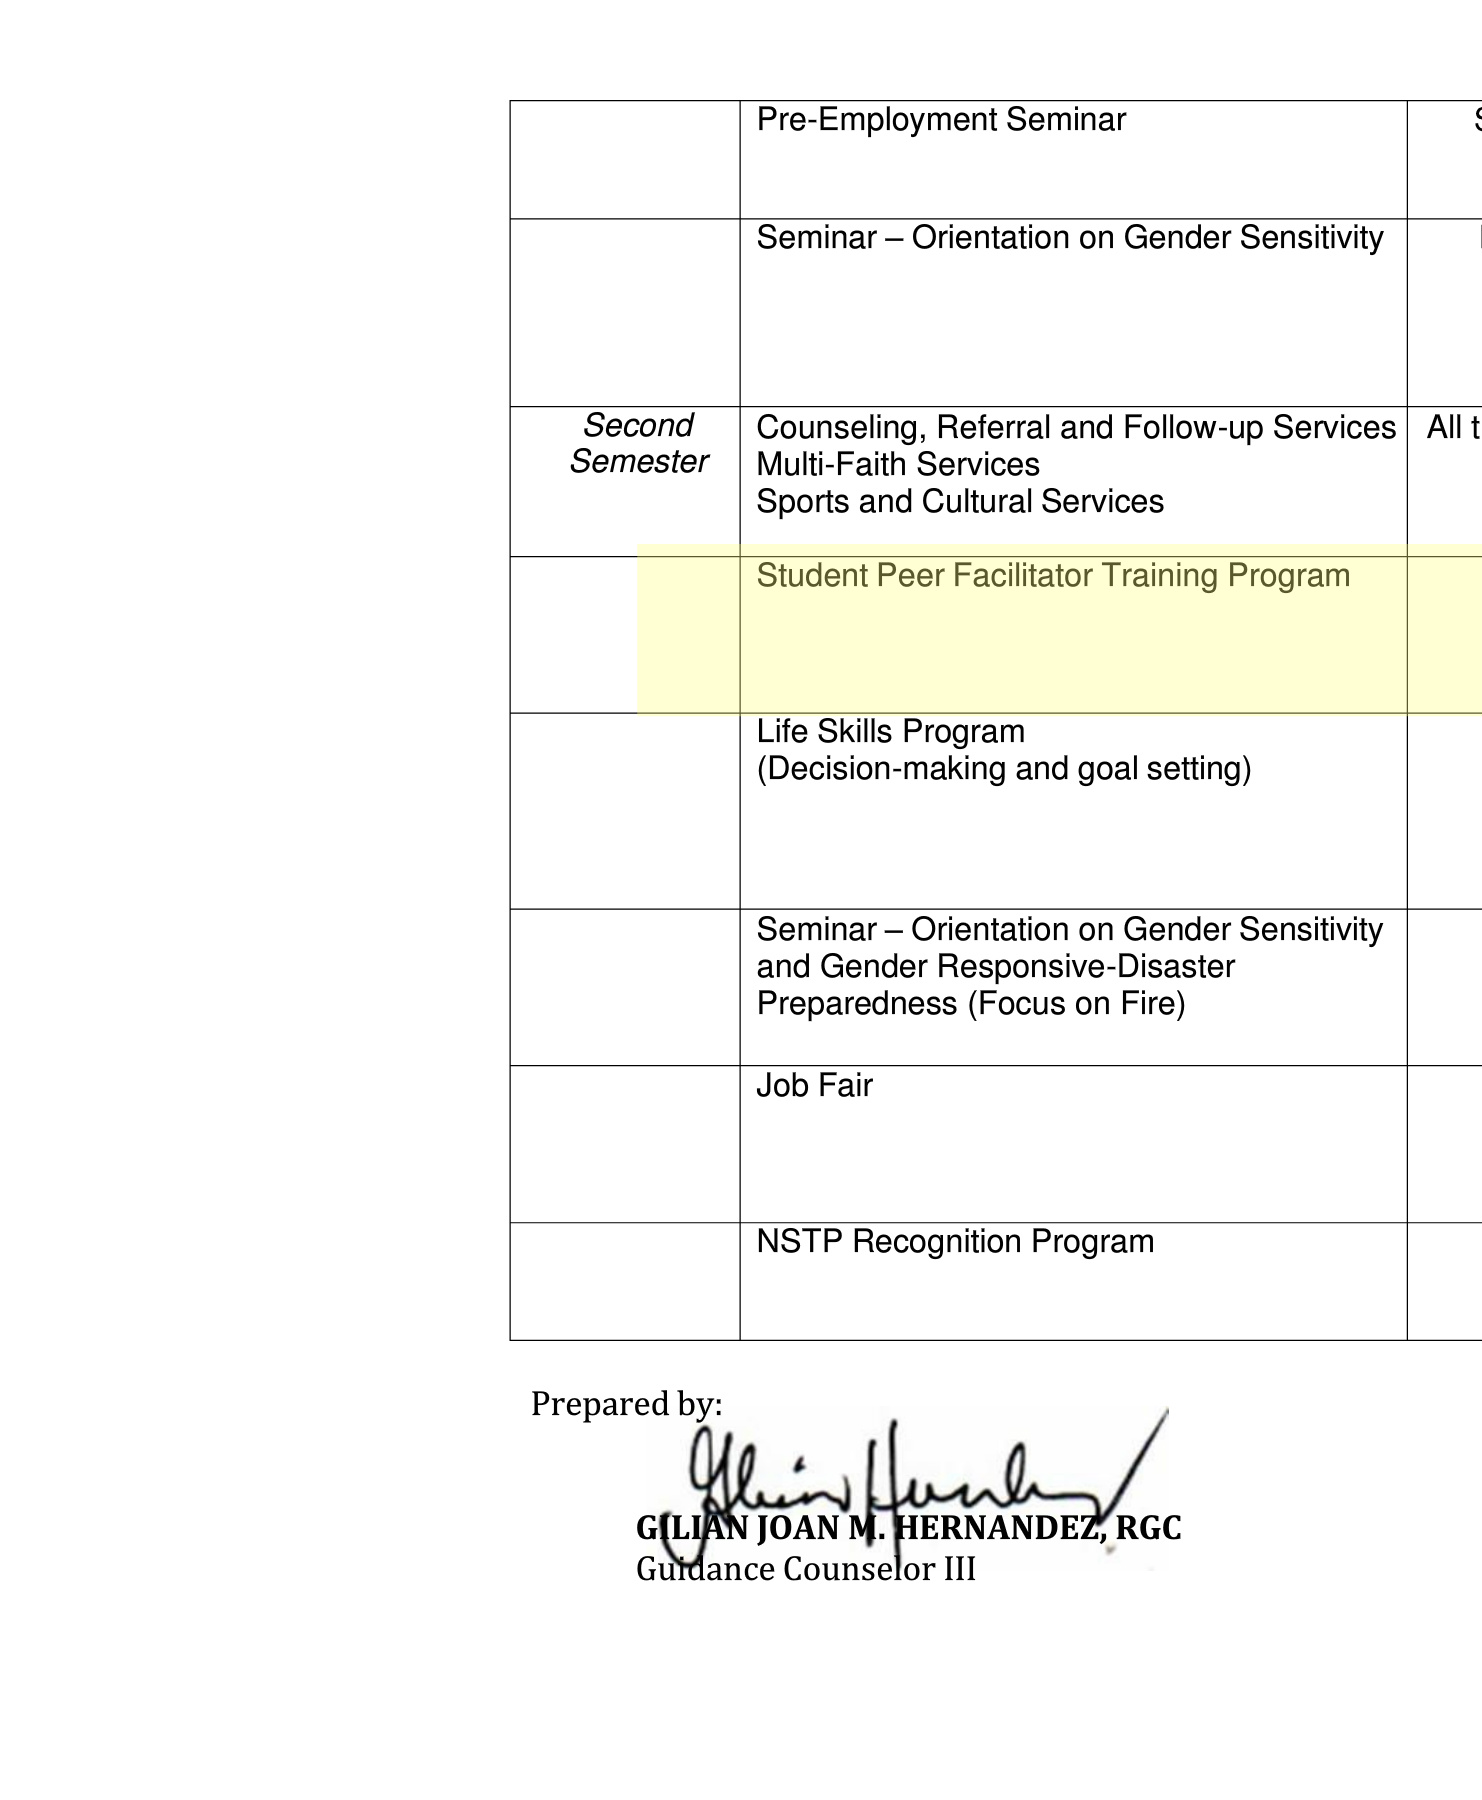 Pre-Employment Seminar
Seminar – Orientation on Gender Sensitivity
Second
Semester
Counseling, Referral and Follow-up Services
Multi-Faith Services
Sports and Cultural Services
All
Student Peer Facilitator Training Program
Life Skills Program
(Decision-making and goal setting)
Seminar – Orientation on Gender Sensitivity
and Gender Responsive-Disaster
Preparedness (Focus on Fire)
Job Fair
NSTP Recognition Program
Prepared by:
GILIAN JOAN M. HERNANDEZ, RGC
Guidance Counselor III